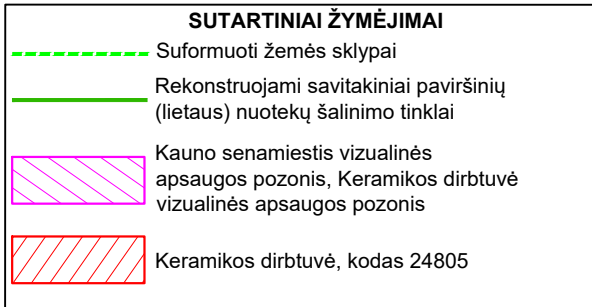 SUTARTINIAI ŽYMĖJIMAI
Suformuoti žemės sklypai
Rekonstruojami savitakiniai paviršinių
(lietaus) nuotekų šalinimo tinklai
Kauno senamiestis vizualinės
apsaugos pozonis, Keramikos dirbtuvė
vizualinės apsaugos pozonis
Keramikos dirbtuvė, kodas 24805